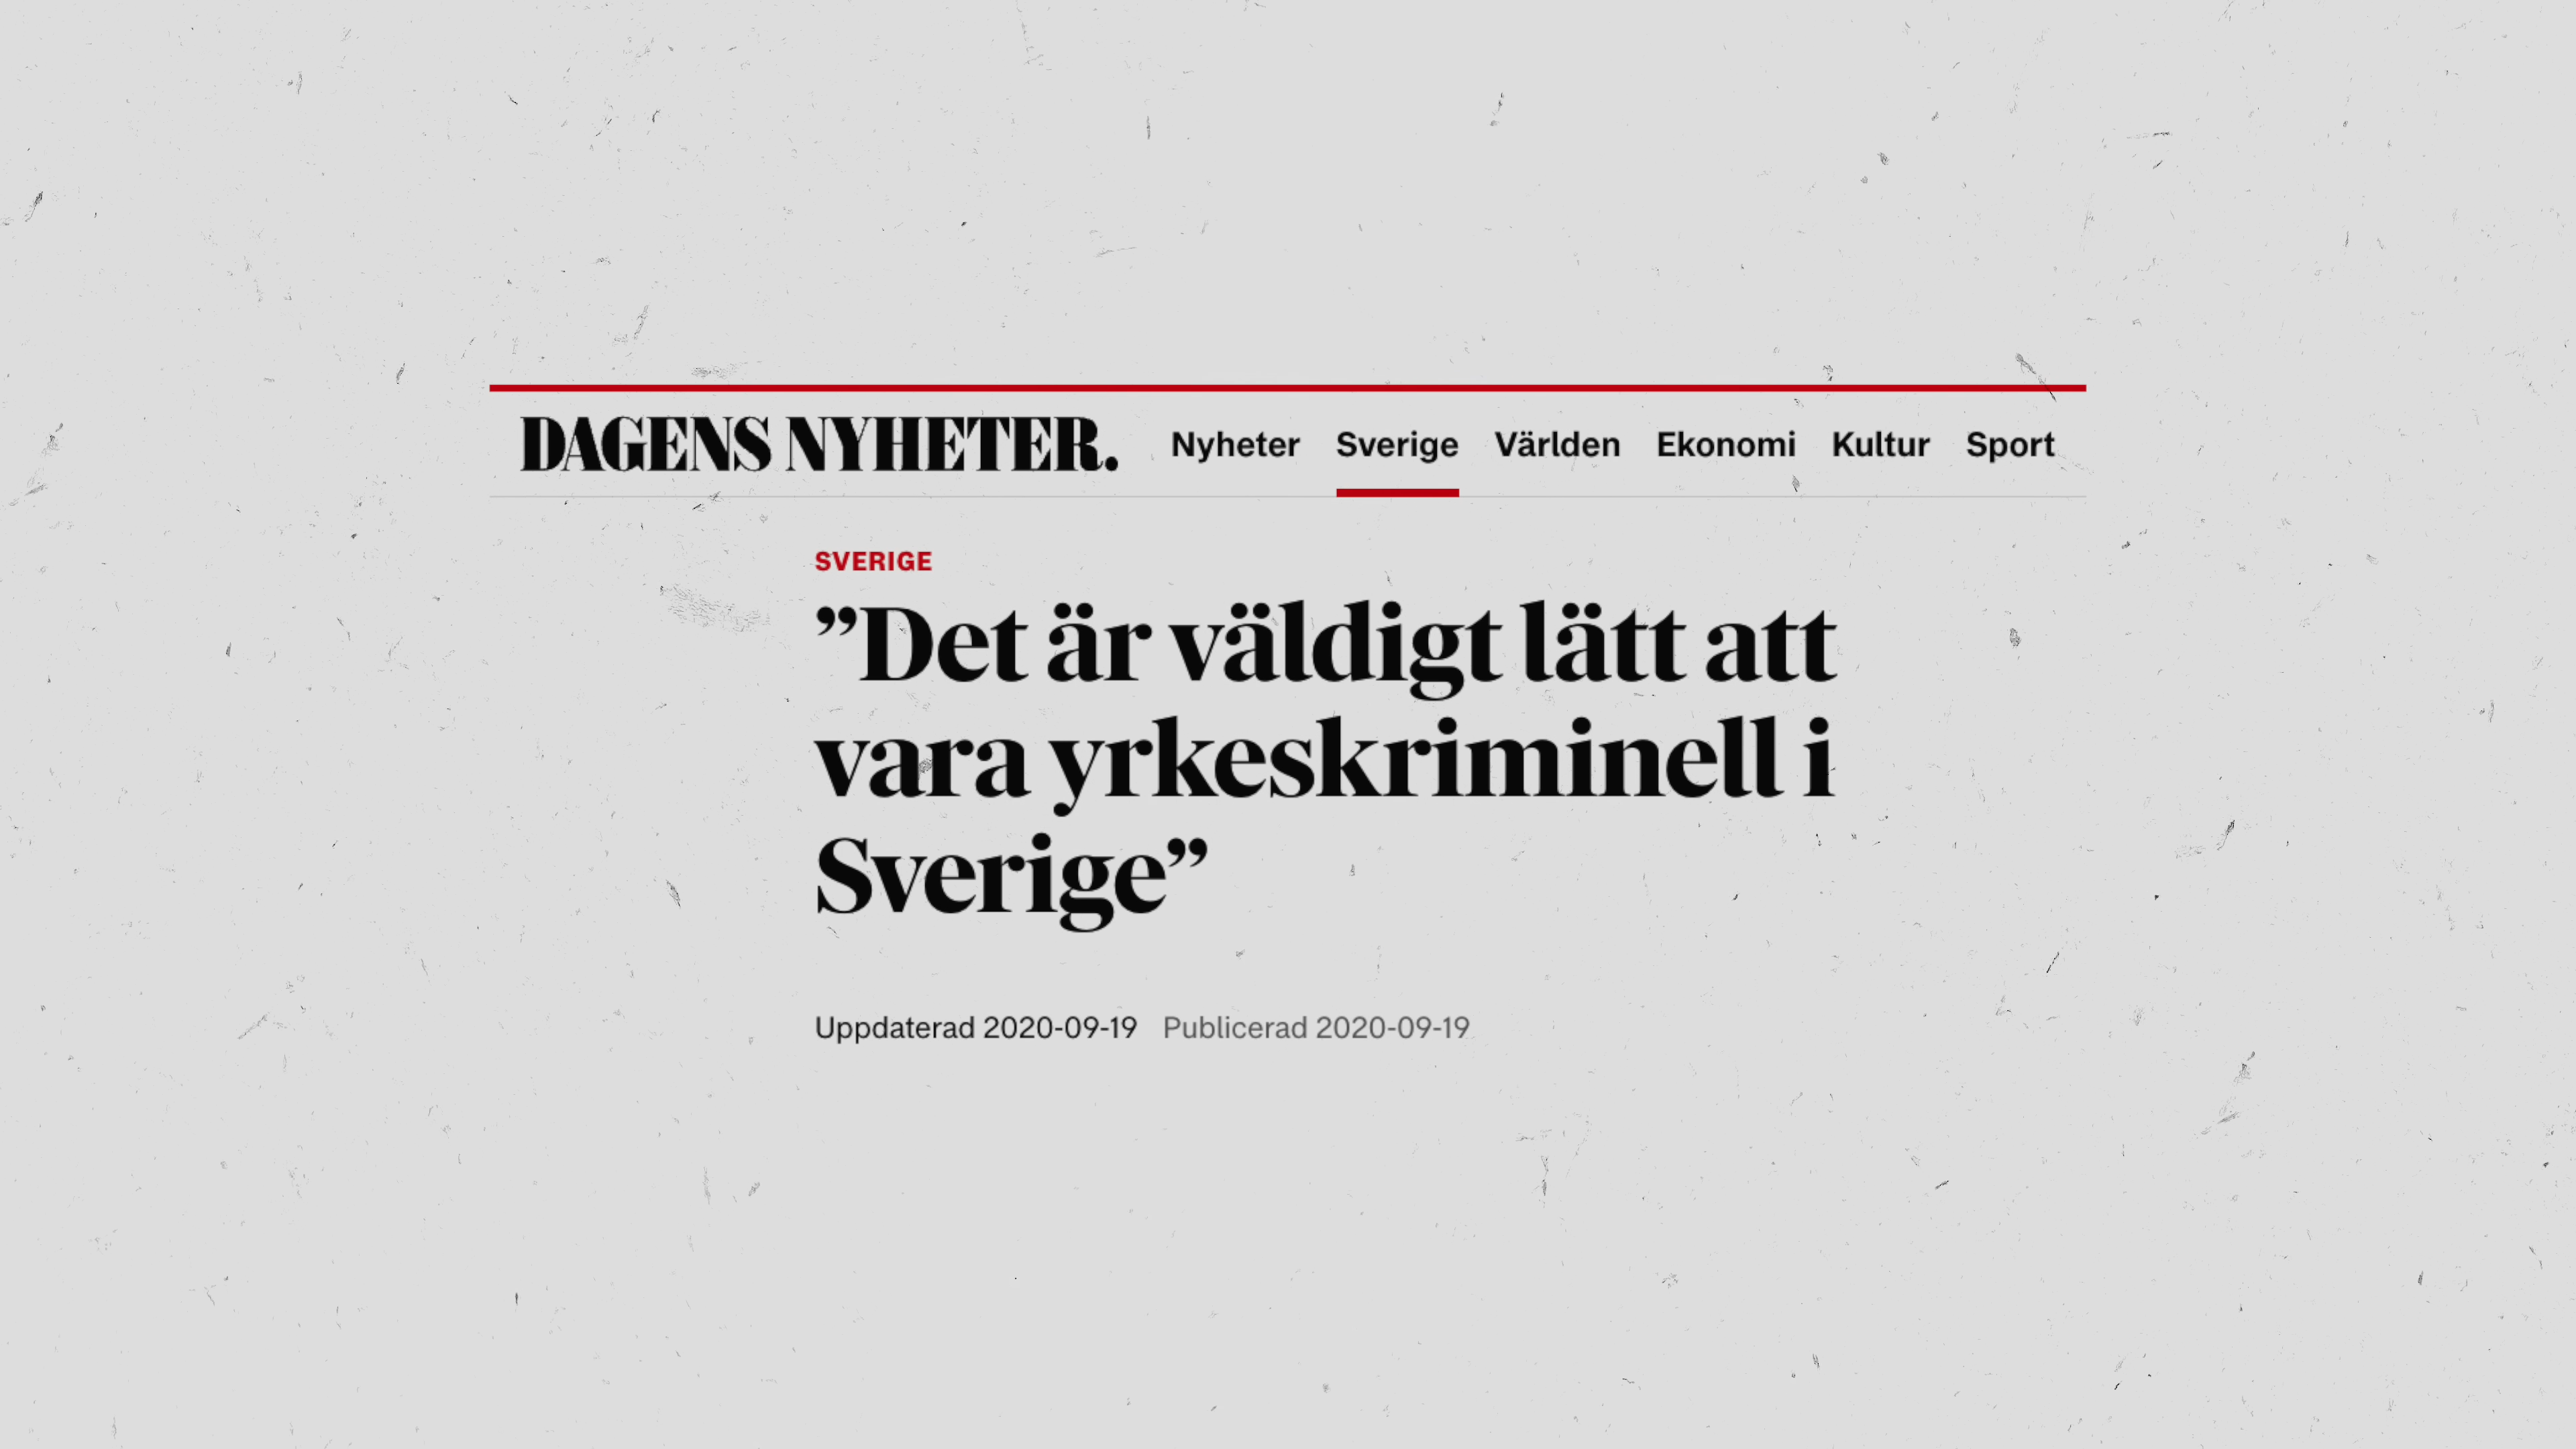 DAGENS NYHETER. Nyheter Sverige Världen Ekonomi Kultur Sport
SVERIGE
”Det är väldigt lätt att
vara yrkeskriminell i
Sverige”
Uppdaterad 2020-09-19 Publicerad 2020-09-19